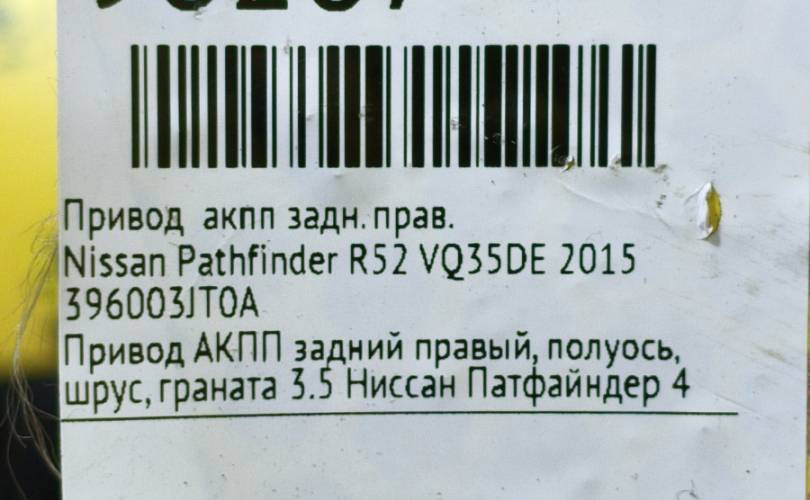 Привод акпп задн. прав.
Nissan Pathfinder R52 VQ35DE 2015
396003JT0A
Привод АКПП задний правый, полуось,
шрус, граната 3.5 Ниссан Патфайндер 4